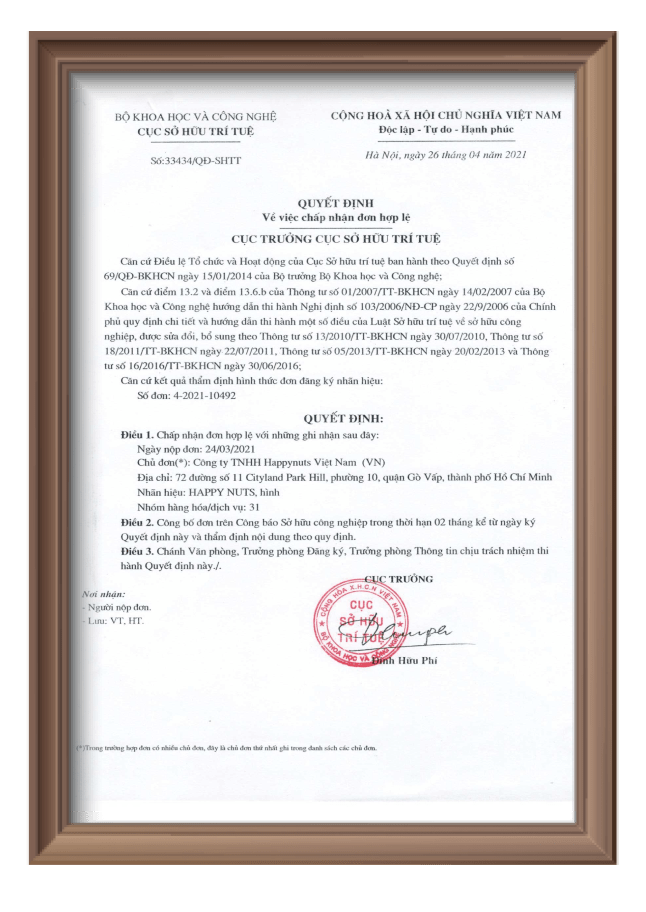 BỘ KHOA HỌC VÀ CÔNG NGHỆ
CỤC SỞ HỮU TRÍ TUỆ
Số:33434/QĐ-SHTT
CỘNG HOÀ XÃ HỘI CHỦ NGHĨA VIỆT NAM
Độc lập - Tự do - Hạnh phúc
Hà Nội, ngày 26 tháng 04 năm 2021
QUYẾT ĐỊNH
Về việc chấp nhận đơn hợp lệ
CỤC TRƯỞNG CỤC SỞ HỮU TRÍ TUỆ
Căn cứ Điều lệ Tổ chức và Hoạt động của Cục Sở hữu trí tuệ ban hành theo Quyết định số
69/QĐ-BKHCN ngày 15/01/2014 của Bộ trưởng Bộ Khoa học và Công nghệ;
Căn cứ điểm 13.2 và điểm 13.6.b của Thông tư số 01/2007/TT-BKHCN ngày 14/02/2007 của Bộ
Khoa học và Công nghệ hướng dẫn thi hành Nghị định số 103/2006/NĐ-CP ngày 22/9/2006 của Chính
phủ quy định chi tiết và hướng dẫn thi hành một số điều của Luật Sở hữu trí tuệ về sở hữu công
nghiệp, được sửa đổi, bổ sung theo Thông tư số 13/2010/TT-BKHCN ngày 30/07/2010, Thông tư số
18/2011/TT-BKHCN ngày 22/07/2011, Thông tư số 05/2013/TT-BKHCN ngày 20/02/2013 và Thông
tư số 16/2016/TT-BKHCN ngày 30/06/2016;
Căn cứ kết quả thẩm định hình thức đơn đăng ký nhãn hiệu:
Số đơn: 4-2021-10492
QUYẾT ĐỊNH:
Điều 1. Chấp nhận đơn hợp lệ với những ghi nhận sau đây:
Ngày nộp đơn: 24/03/2021
Chủ đơn(*): Công ty TNHH Happynuts Việt Nam (VN)
Địa chỉ: 72 đường số 11 Cityland Park Hill, phường 10, quận Gò Vấp, thành phố Hồ Chí Minh
Nhãn hiệu: HAPPY NUTS, hình
Nhóm hàng hóa/dịch vụ: 31
Điều 2. Công bố đơn trên Công báo Sở hữu công nghiệp trong thời hạn 02 tháng kể từ ngày ký
Quyết định này và thẩm định nội dung theo quy định.
Điều 3. Chánh Văn phòng, Trưởng phòng Đăng ký, Trưởng phòng Thông tin chịu trách nhiệm thi
hành Quyết định này./.
CỤC TRƯỞNG
Nơi nhận:
- Người nộp đơn.
- Lưu: VT, HT.
CỘNG HÒA X.H.C.N VIỆT NAM
CỤC
SỞ HỮU
TRÍ TUỆ
BỘ KHOA HỌC VÀ CÔNG NGHỆ
Đinh Hữu Phí
(*)Trong trường hợp đơn có nhiều chủ đơn, đây là chủ đơn thứ nhất ghi trong danh sách các chủ đơn.